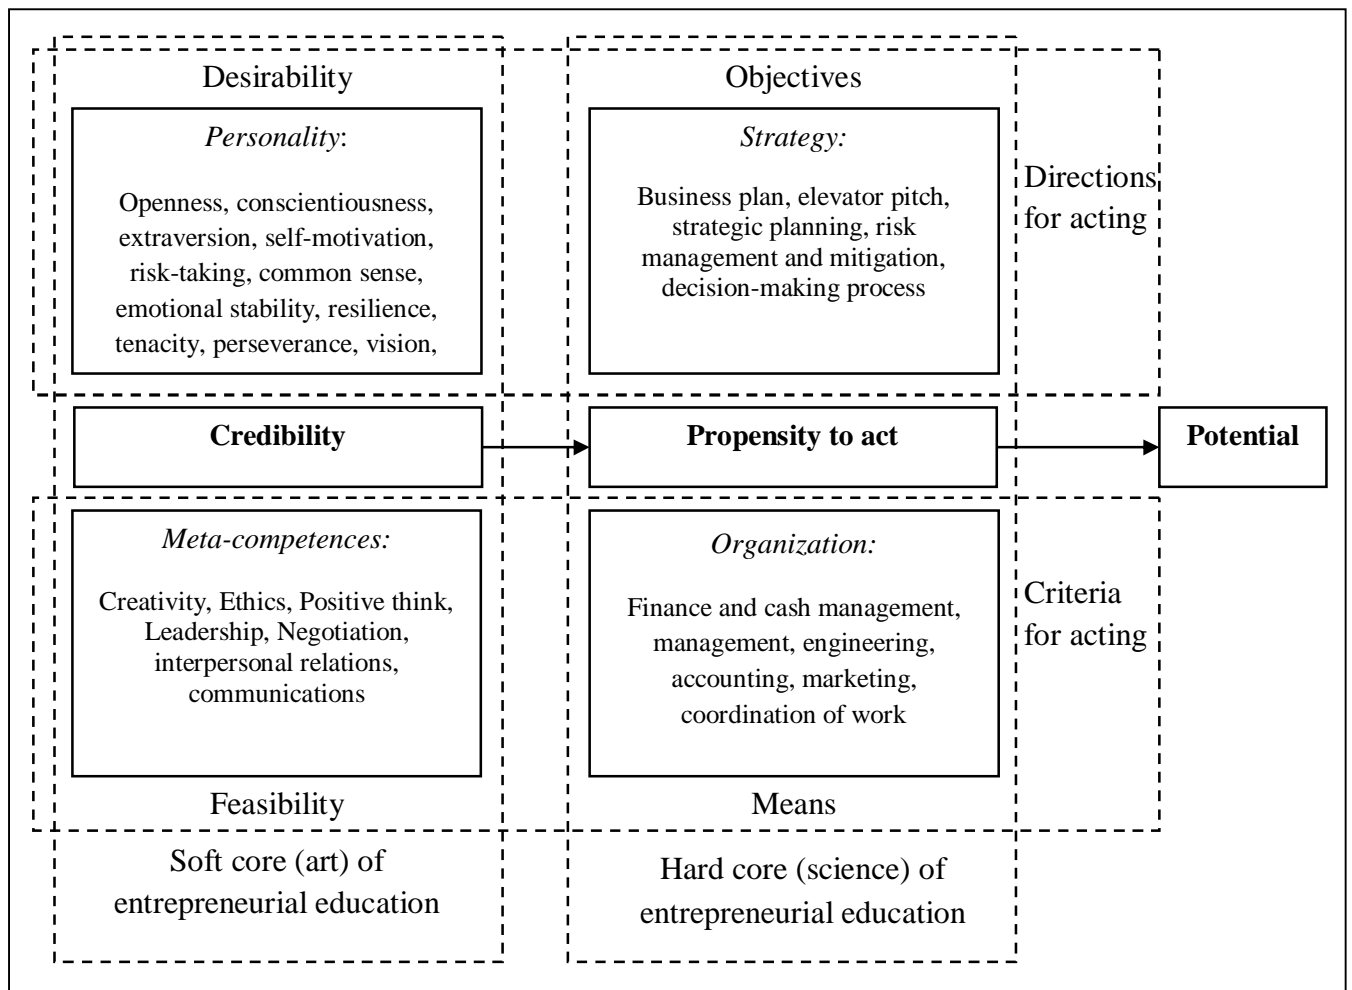 Desirability
Personality:
Openness, conscientiousness,
extraversion, self-motivation,
risk-taking, common sense,
emotional stability, resilience,
tenacity, perseverance, vision,
Objectives
Strategy:
Business plan, elevator pitch,
strategic planning, risk
management and mitigation,
decision-making process
Directions
for acting
Credibility
Propensity to act
Potential
Meta-competences:
Creativity, Ethics, Positive think,
Leadership, Negotiation,
interpersonal relations,
communications
Feasibility
Organization:
Finance and cash management,
management, engineering,
accounting, marketing,
coordination of work
Means
Criteria
for acting
Soft core (art) of
entrepreneurial education
Hard core (science) of
entrepreneurial education